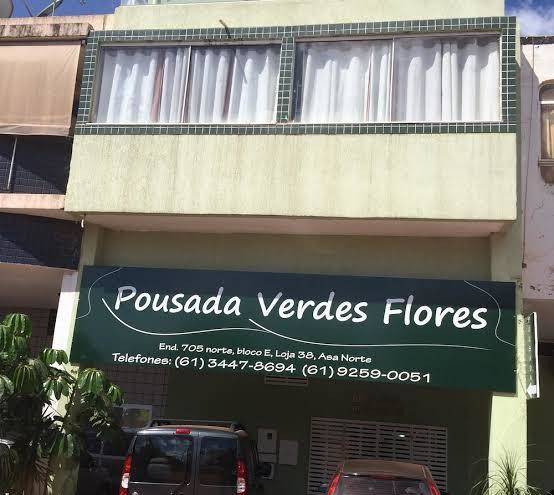 Pousada Verdes Flores
End. 705 norte, bloco E, Loja 38, Asa Norte
Telefones: (61) 3447-8694 (61) 9259-0051